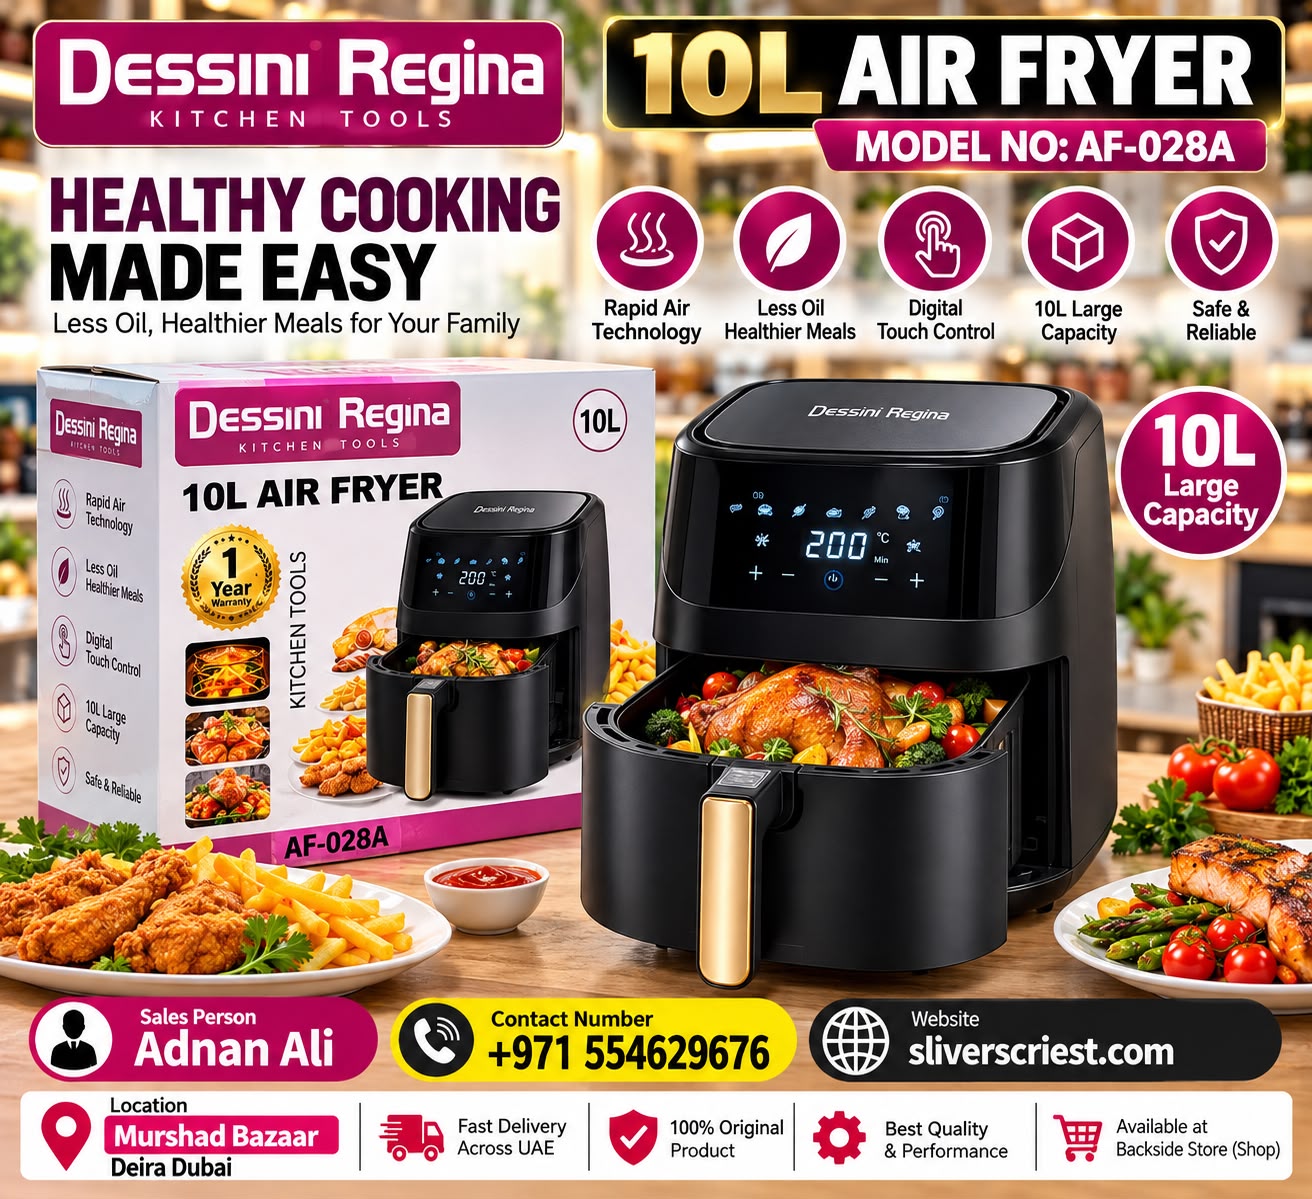 Dessini Regina
KITCHEN TOOLS
10L AIR FRYER
MODEL NO: AF-028A
HEALTHY COOKING
MADE EASY
Less Oil, Healthier Meals for Your Family
Rapid Air
Technology
Less Oil
Healthier Meals
Digital
Touch Control
10L Large
Capacity
Safe &
Reliable
Dessini Regina
KITCHEN TOOLS
Rapid Air
Technology
Less Oil
Healthier Meals
Digital
Touch Control
10L Large
Capacity
Safe & Reliable
Dessini Regina
KITCHEN TOOLS
10L
10L AIR FRYER
1
Year
Warranty
KITCHEN TOOLS
Dessini Regina
200
AF-028A
Dessini Regina
200 °C
Min
+ − − +
10L
Large
Capacity
Sales Person
Adnan Ali
Contact Number
+971 554629676
Website
sliverscriest.com
Location
Murshad Bazaar
Deira Dubai
Fast Delivery
Across UAE
100% Original
Product
Best Quality
& Performance
Available at
Backside Store (Shop)